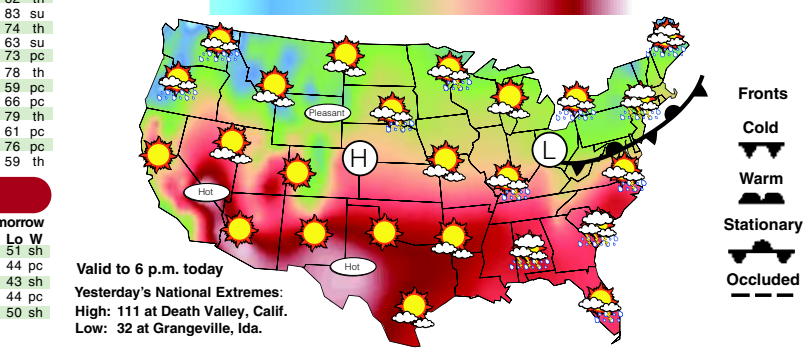 82 th
83 su
74 th
63 su
73 pc
78 th
59 pc
66 pc
79 th
61 pc
76 pc
59 th
morrow
Lo W
51 sh
44 pc
43 sh
44 pc
50 sh
Pleasant
H
L
Hot
Hot
Valid to 6 p.m. today
Yesterday's National Extremes:
High: 111 at Death Valley, Calif.
Low: 32 at Grangeville, Ida.
Fronts
Cold
Warm
Stationary
Occluded